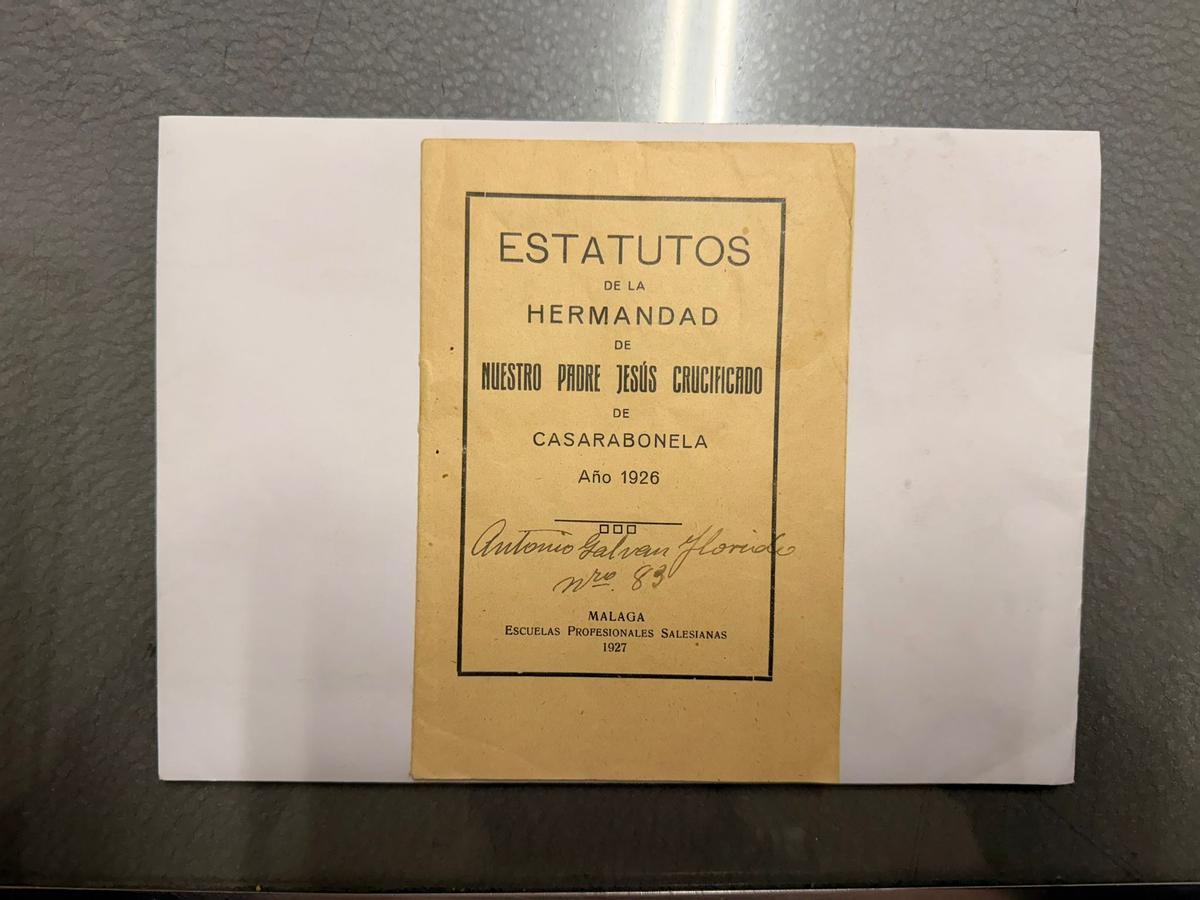 ESTATUTOS
DE LA
HERMANDAD
DE
NUESTRO PADRE JESÚS CRUCIFICADO
DE
CASARABONELA
Año 1926
Antonio Galvan Florido
nro. 83
MALAGA
ESCUELAS PROFESIONALES SALESIANAS
1927